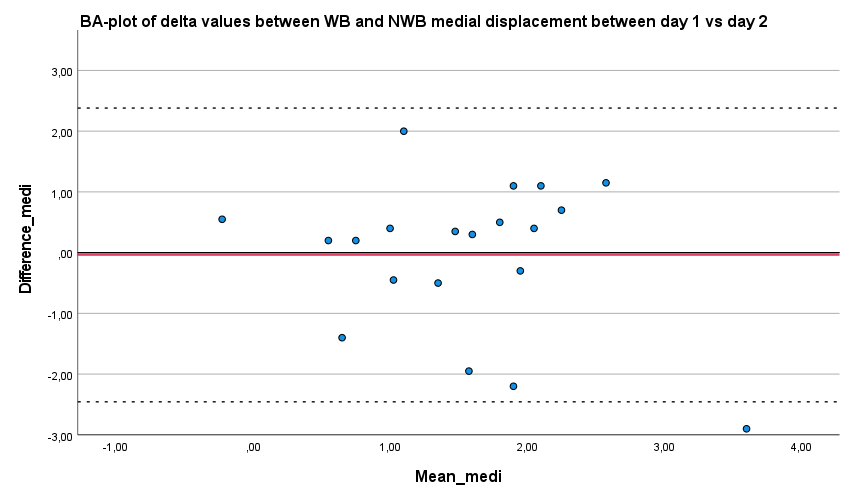 BA-plot of delta values between WB and NWB medial displacement between day 1 vs day 2
3,00
2,00
1,00
,00
-1,00
-2,00
-3,00
Difference_medi
-1,00 ,00 1,00 2,00 3,00 4,00
Mean_medi